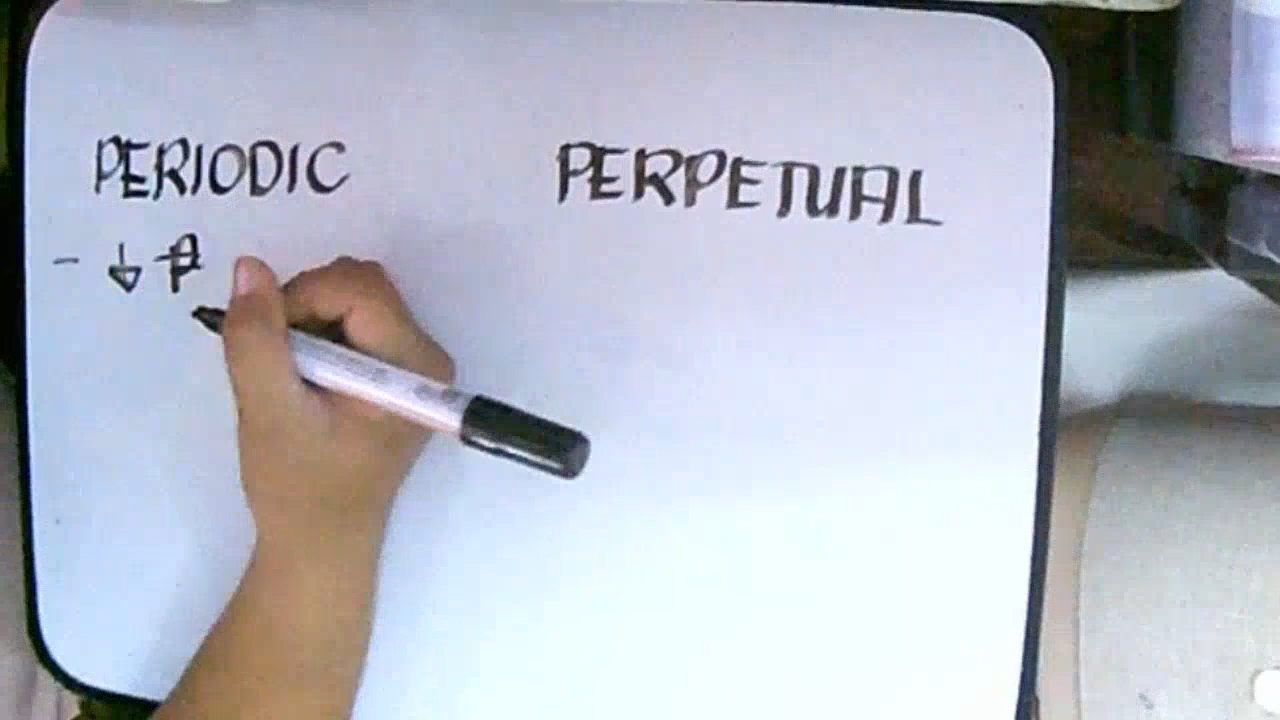 PERIODIC
PERPETUAL
- ↓ ₱